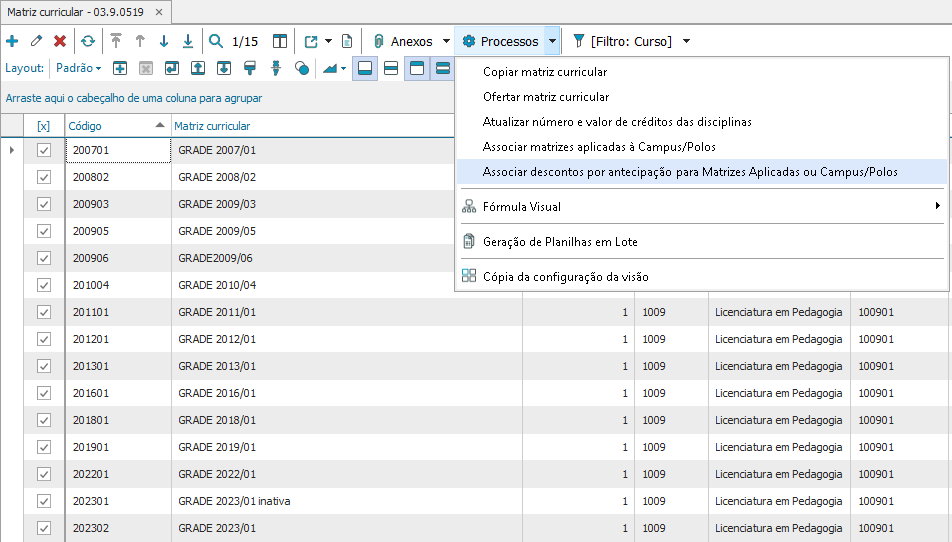 Matriz curricular - 03.9.0519
1/15 Anexos Processos [Filtro: Curso]
Layout: Padrão
Copiar matriz curricular
Ofertar matriz curricular
Atualizar número e valor de créditos das disciplinas
Associar matrizes aplicadas à Campus/Polos
Associar descontos por antecipação para Matrizes Aplicadas ou Campus/Polos
Fórmula Visual
Geração de Planilhas em Lote
Cópia da configuração da visão
Arraste aqui o cabeçalho de uma coluna para agrupar
[x] Código Matriz curricular
200701 GRADE 2007/01
200802 GRADE 2008/02
200903 GRADE 2009/03
200905 GRADE 2009/05
200906 GRADE2009/06
201004 GRADE 2010/04
201101 GRADE 2011/01 1 1009 Licenciatura em Pedagogia 100901
201201 GRADE 2012/01 1 1009 Licenciatura em Pedagogia 100901
201301 GRADE 2013/01 1 1009 Licenciatura em Pedagogia 100901
201601 GRADE 2016/01 1 1009 Licenciatura em Pedagogia 100901
201801 GRADE 2018/01 1 1009 Licenciatura em Pedagogia 100901
201901 GRADE 2019/01 1 1009 Licenciatura em Pedagogia 100901
202201 GRADE 2022/01 1 1009 Licenciatura em Pedagogia 100901
202301 GRADE 2023/01 inativa 1 1009 Licenciatura em Pedagogia 100901
202302 GRADE 2023/01 1 1009 Licenciatura em Pedagogia 100901